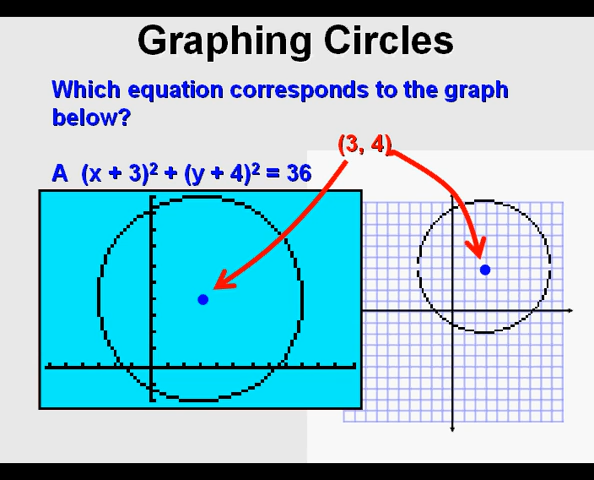 Graphing Circles
Which equation corresponds to the graph
below?
(3, 4)
A (x + 3)² + (y + 4)² = 36